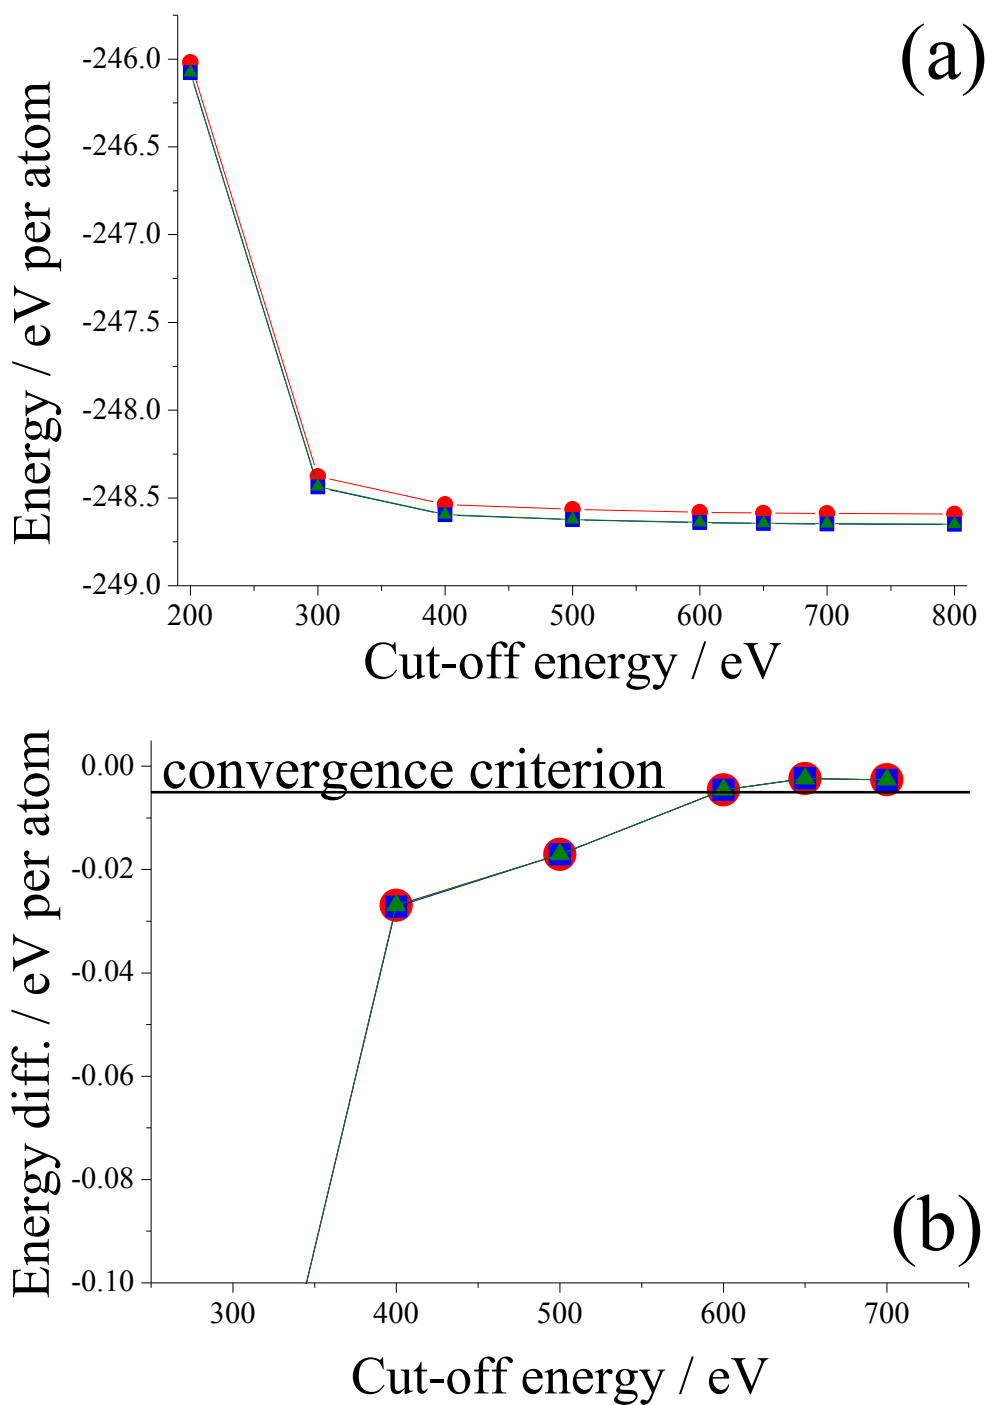 (a)
Energy / eV per atom
-246.0
-246.5
-247.0
-247.5
-248.0
-248.5
-249.0
200 300 400 500 600 700 800
Cut-off energy / eV
(b)
Energy diff. / eV per atom
convergence criterion
0.00
-0.02
-0.04
-0.06
-0.08
-0.10
300 400 500 600 700
Cut-off energy / eV